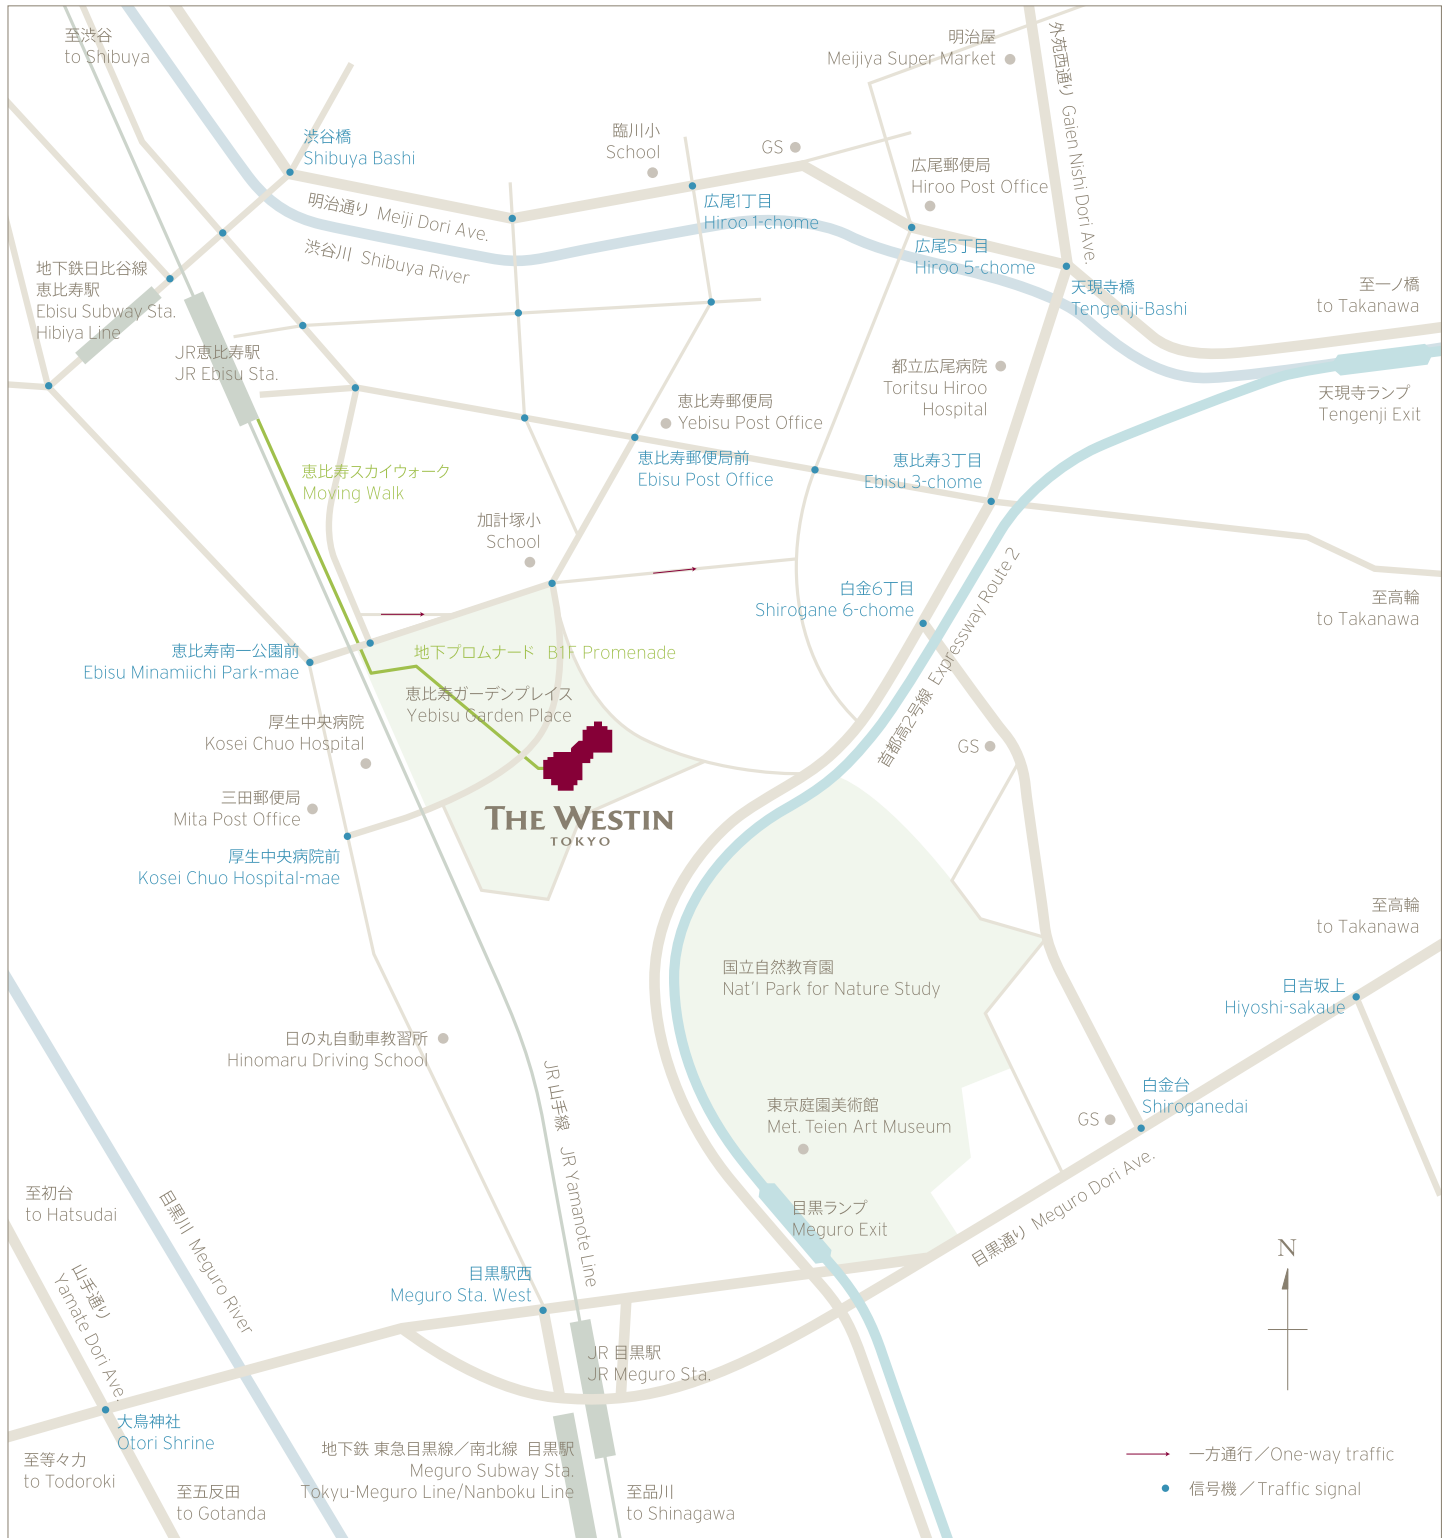 至渋谷
to Shibuya
明治屋
Meijiya Super Market
外苑西通り Gaien Nishi Dori Ave.
渋谷橋
Shibuya Bashi
臨川小
School
GS
広尾郵便局
Hiroo Post Office
明治通り Meiji Dori Ave.
広尾1丁目
Hiroo 1-chome
渋谷川 Shibuya River
広尾5丁目
Hiroo 5-chome
地下鉄日比谷線
恵比寿駅
Ebisu Subway Sta.
Hibiya Line
天現寺橋
Tengenji-Bashi
至一ノ橋
to Takanawa
JR恵比寿駅
JR Ebisu Sta.
都立広尾病院
Toritsu Hiroo
Hospital
天現寺ランプ
Tengenji Exit
恵比寿郵便局
Yebisu Post Office
恵比寿スカイウォーク
Moving Walk
恵比寿郵便局前
Ebisu Post Office
恵比寿3丁目
Ebisu 3-chome
加計塚小
School
白金6丁目
Shirogane 6-chome
至高輪
to Takanawa
首都高2号線 Expressway Route 2
恵比寿南一公園前
Ebisu Minamiichi Park-mae
地下プロムナード B1F Promenade
恵比寿ガーデンプレイス
Yebisu Garden Place
厚生中央病院
Kosei Chuo Hospital
GS
三田郵便局
Mita Post Office
THE WESTIN
TOKYO
厚生中央病院前
Kosei Chuo Hospital-mae
至高輪
to Takanawa
国立自然教育園
Nat'l Park for Nature Study
日吉坂上
Hiyoshi-sakaue
日の丸自動車教習所
Hinomaru Driving School
JR 山手線 JR Yamanote Line
白金台
Shiroganedai
東京庭園美術館
Met. Teien Art Museum
GS
至初台
to Hatsudai
目黒川 Meguro River
目黒ランプ
Meguro Exit
目黒通り Meguro Dori Ave.
N
山手通り
Yamate Dori Ave.
目黒駅西
Meguro Sta. West
JR 目黒駅
JR Meguro Sta.
大鳥神社
Otori Shrine
至等々力
to Todoroki
地下鉄 東急目黒線／南北線 目黒駅
Meguro Subway Sta.
Tokyu-Meguro Line/Nanboku Line
至五反田
to Gotanda
至品川
to Shinagawa
一方通行／One-way traffic
信号機／Traffic signal